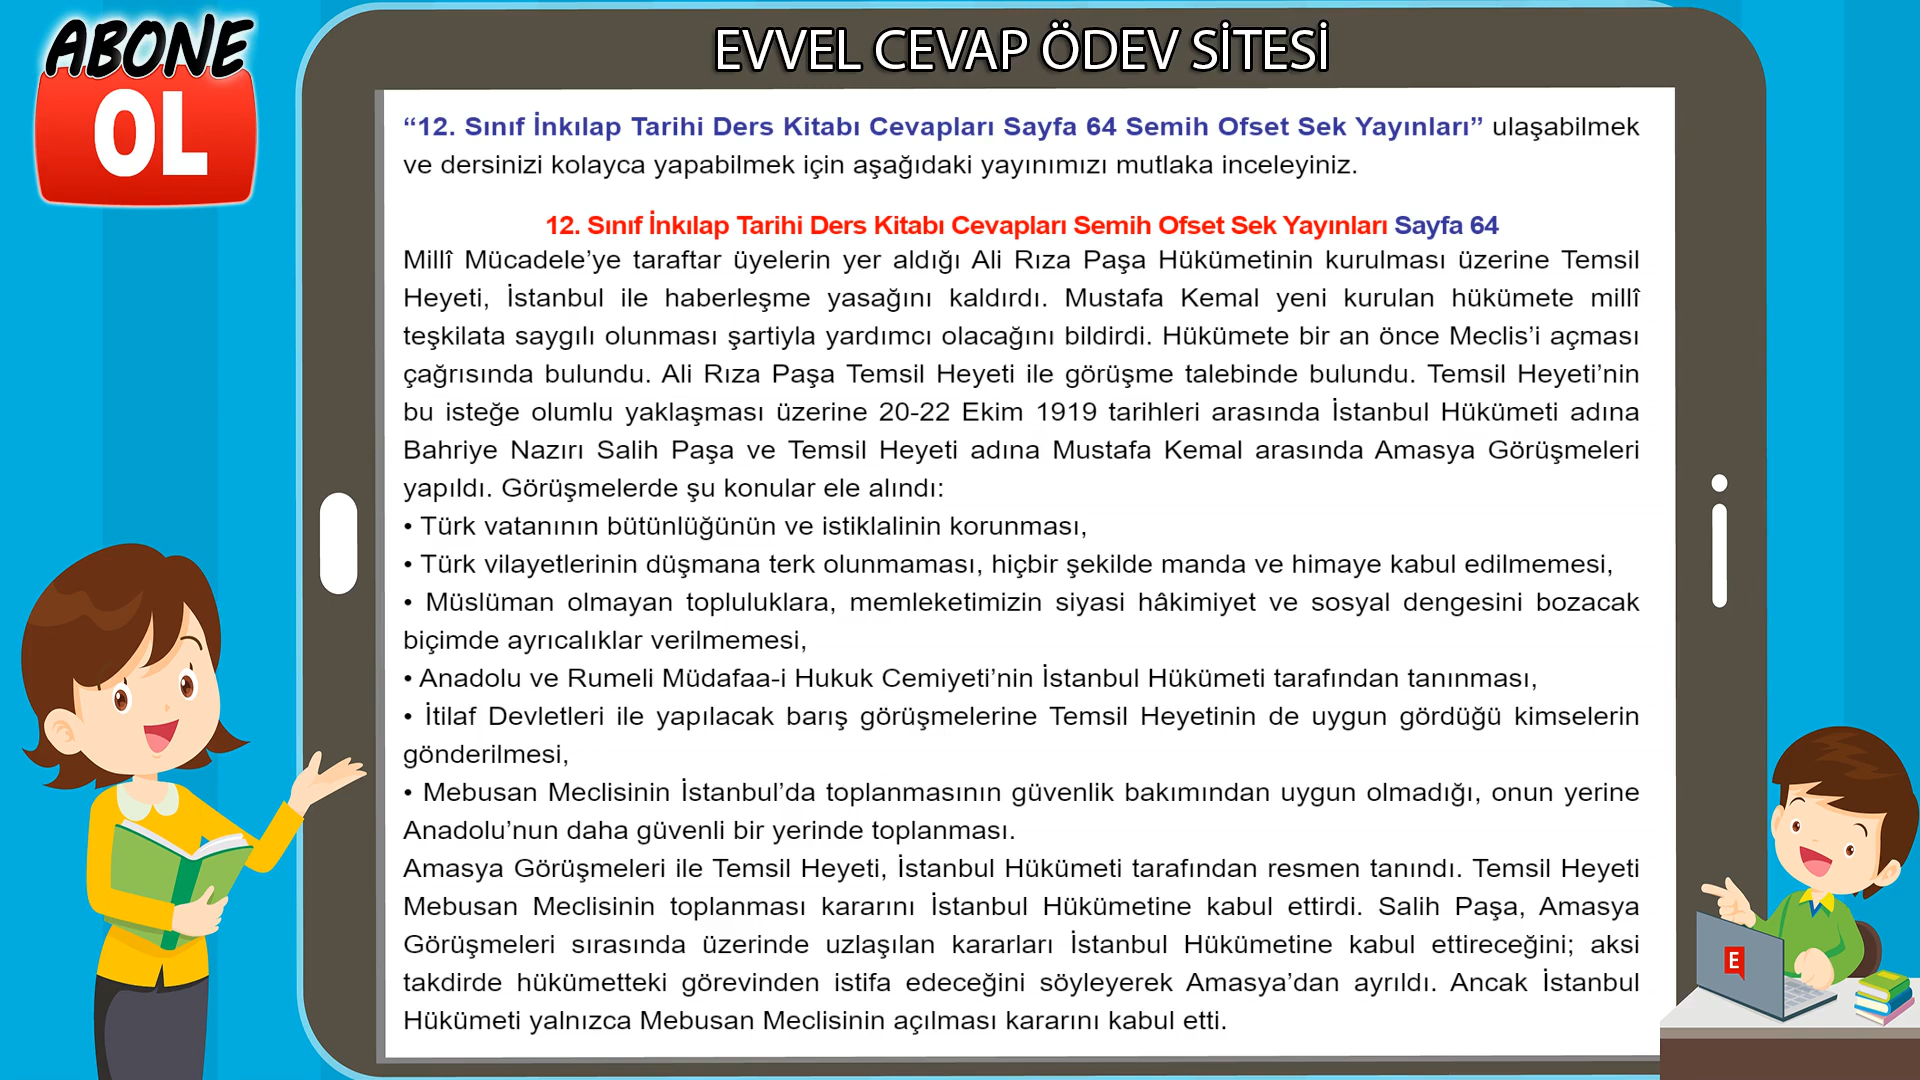 ABONE
OL
EVVEL CEVAP ÖDEV SİTESİ
“12. Sınıf İnkılap Tarihi Ders Kitabı Cevapları Sayfa 64 Semih Ofset Sek Yayınları” ulaşabilmek
ve dersinizi kolayca yapabilmek için aşağıdaki yayınımızı mutlaka inceleyiniz.
12. Sınıf İnkılap Tarihi Ders Kitabı Cevapları Semih Ofset Sek Yayınları Sayfa 64
Millî Mücadele’ye taraftar üyelerin yer aldığı Ali Rıza Paşa Hükümetinin kurulması üzerine Temsil
Heyeti, İstanbul ile haberleşme yasağını kaldırdı. Mustafa Kemal yeni kurulan hükümete millî
teşkilata saygılı olunması şartiyla yardımcı olacağını bildirdi. Hükümete bir an önce Meclis’i açması
çağrısında bulundu. Ali Rıza Paşa Temsil Heyeti ile görüşme talebinde bulundu. Temsil Heyeti’nin
bu isteğe olumlu yaklaşması üzerine 20-22 Ekim 1919 tarihleri arasında İstanbul Hükümeti adına
Bahriye Nazırı Salih Paşa ve Temsil Heyeti adına Mustafa Kemal arasında Amasya Görüşmeleri
yapıldı. Görüşmelerde şu konular ele alındı:
• Türk vatanının bütünlüğünün ve istiklalinin korunması,
• Türk vilayetlerinin düşmana terk olunmaması, hiçbir şekilde manda ve himaye kabul edilmemesi,
• Müslüman olmayan topluluklara, memleketimizin siyasi hâkimiyet ve sosyal dengesini bozacak
biçimde ayrıcalıklar verilmemesi,
• Anadolu ve Rumeli Müdafaa-i Hukuk Cemiyeti’nin İstanbul Hükümeti tarafından tanınması,
• İtilaf Devletleri ile yapılacak barış görüşmelerine Temsil Heyetinin de uygun gördüğü kimselerin
gönderilmesi,
• Mebusan Meclisinin İstanbul’da toplanmasının güvenlik bakımından uygun olmadığı, onun yerine
Anadolu’nun daha güvenli bir yerinde toplanması.
Amasya Görüşmeleri ile Temsil Heyeti, İstanbul Hükümeti tarafından resmen tanındı. Temsil Heyeti
Mebusan Meclisinin toplanması kararını İstanbul Hükümetine kabul ettirdi. Salih Paşa, Amasya
Görüşmeleri sırasında üzerinde uzlaşılan kararları İstanbul Hükümetine kabul ettireceğini; aksi
takdirde hükümetteki görevinden istifa edeceğini söyleyerek Amasya’dan ayrıldı. Ancak İstanbul
Hükümeti yalnızca Mebusan Meclisinin açılması kararını kabul etti.
E